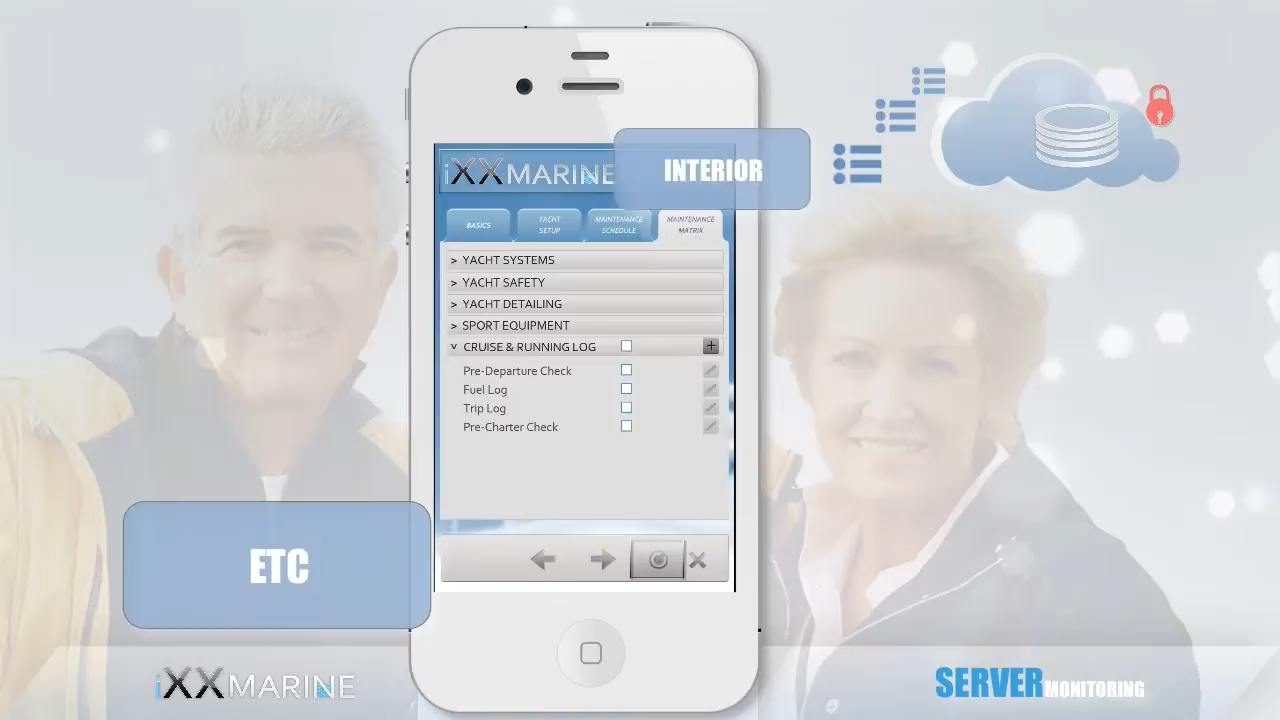 INTERIOR
iXXMARINE
BASICS
YACHT
SETUP
MAINTENANCE
SCHEDULE
MAINTENANCE
MATRIX
> YACHT SYSTEMS
> YACHT SAFETY
> YACHT DETAILING
> SPORT EQUIPMENT
v CRUISE & RUNNING LOG
Pre-Departure Check
Fuel Log
Trip Log
Pre-Charter Check
ETC
iXXMARINE
SERVER MONITORING